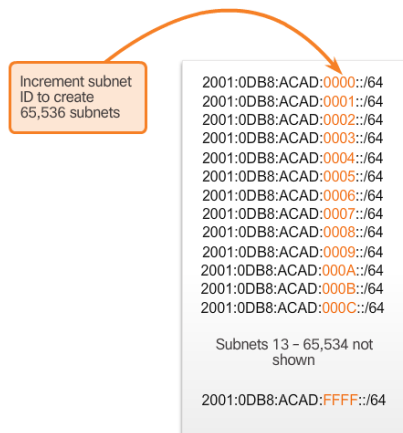 Increment subnet
ID to create
65,536 subnets
2001:0DB8:ACAD:0000::/64
2001:0DB8:ACAD:0001::/64
2001:0DB8:ACAD:0002::/64
2001:0DB8:ACAD:0003::/64
2001:0DB8:ACAD:0004::/64
2001:0DB8:ACAD:0005::/64
2001:0DB8:ACAD:0006::/64
2001:0DB8:ACAD:0007::/64
2001:0DB8:ACAD:0008::/64
2001:0DB8:ACAD:0009::/64
2001:0DB8:ACAD:000A::/64
2001:0DB8:ACAD:000B::/64
2001:0DB8:ACAD:000C::/64
Subnets 13 – 65,534 not
shown
2001:0DB8:ACAD:FFFF::/64